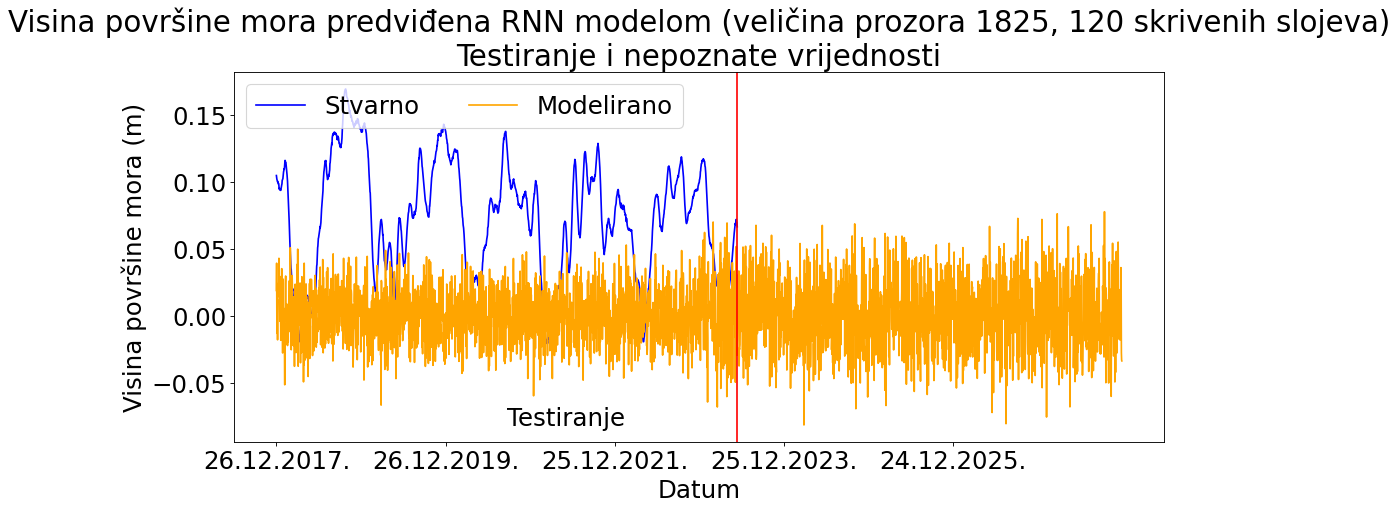 Visina površine mora predviđena RNN modelom (veličina prozora 1825, 120 skrivenih slojeva)
Testiranje i nepoznate vrijednosti
Stvarno Modelirano
Visina površine mora (m)
0.15
0.10
0.05
0.00
−0.05
Testiranje
26.12.2017. 26.12.2019. 25.12.2021. 25.12.2023. 24.12.2025.
Datum